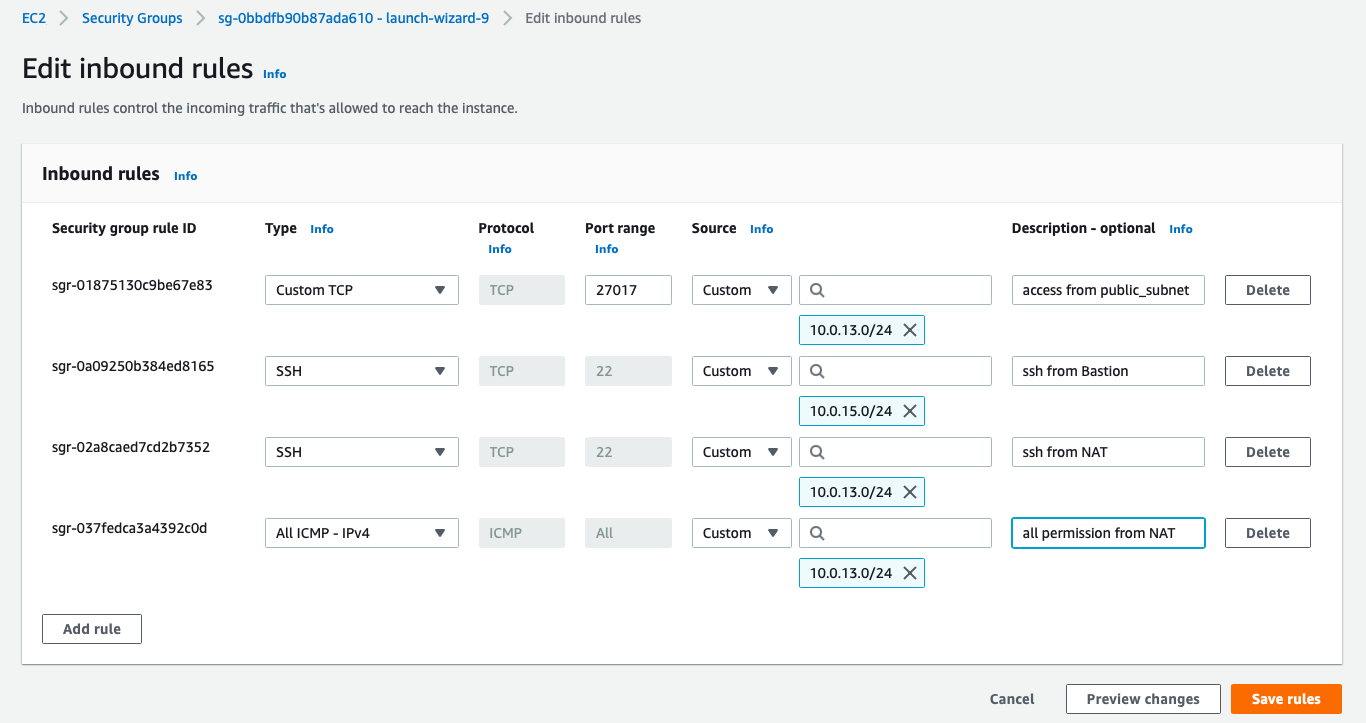 EC2 > Security Groups > sg-0bbdfb90b87ada610 - launch-wizard-9 > Edit inbound rules
Edit inbound rules Info
Inbound rules control the incoming traffic that's allowed to reach the instance.
Inbound rules Info
Security group rule ID Type Info Protocol Port range Source Info Description - optional Info
Info Info
sgr-01875130c9be67e83 Custom TCP TCP 27017 Custom access from public_subnet Delete
10.0.13.0/24
sgr-0a09250b384ed8165 SSH TCP 22 Custom ssh from Bastion Delete
10.0.15.0/24
sgr-02a8caed7cd2b7352 SSH TCP 22 Custom ssh from NAT Delete
10.0.13.0/24
sgr-037fedca3a4392c0d All ICMP - IPv4 ICMP All Custom all permission from NAT Delete
10.0.13.0/24
Add rule
Cancel Preview changes Save rules